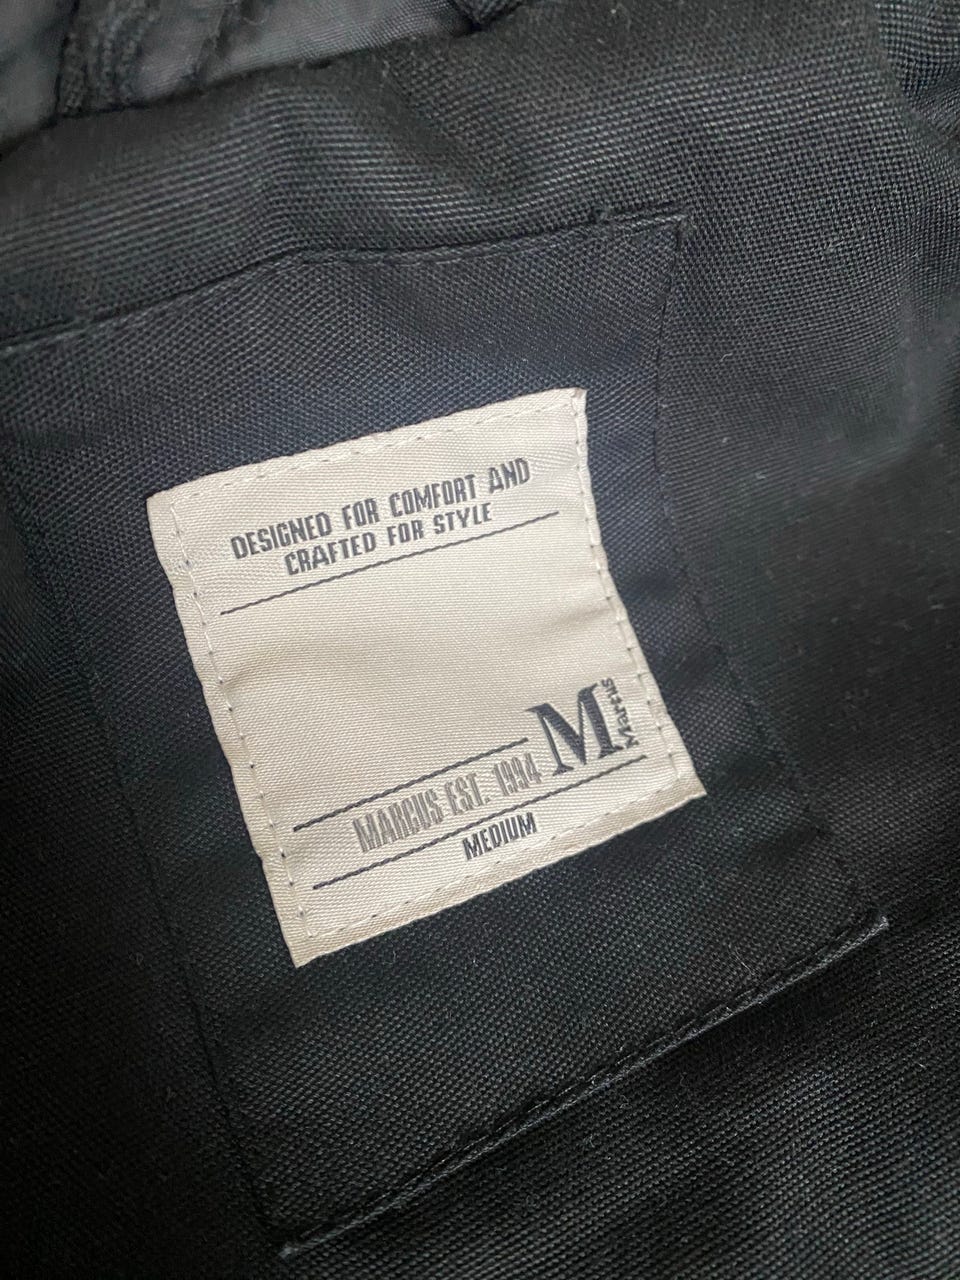 DESIGNED FOR COMFORT AND
CRAFTED FOR STYLE
M
Marcus
MARCUS EST. 1994
MEDIUM